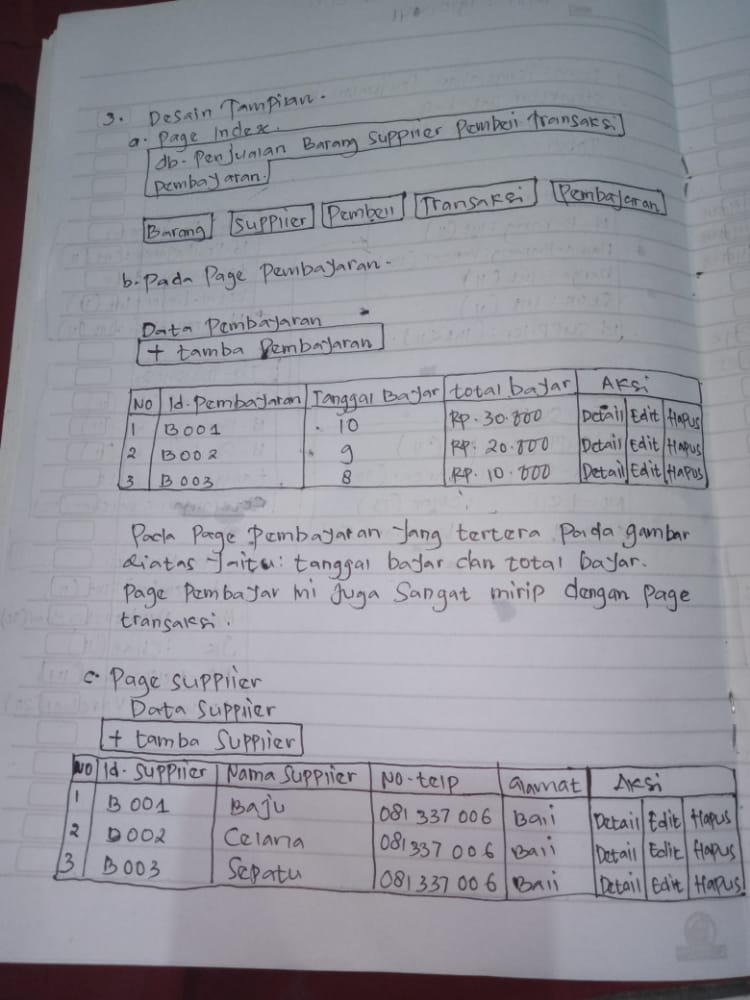 3. Desain Tampilan.
a. Page Index.
db. Penjualan Barang Supplier Pembeli Transaksi
pembayaran.
Barang Supplier Pembeli Transaksi Pembayaran
b. Pada Page Pembayaran.
Data Pembayaran
+ tamba Pembayaran
NO Id. Pembayaran Tanggal Bayar total bayar AKsi
1 B001 10 RP. 30.000 Detail Edit Hapus
2 B002 9 RP. 20.000 Detail Edit Hapus
3 B003 8 RP. 10.000 Detail Edit Hapus
Pada Page Pembayaran yang tertera pada gambar
diatas yaitu: tanggal bayar dan total bayar.
Page Pembayar ini juga Sangat mirip dengan Page
transaksi.
c. Page Supplier
Data Supplier
+ tamba Supplier
NO Id. Supplier Nama Supplier NO-telp alamat AKsi
1 B001 Baju 081 337 006 Bali Detail Edit Hapus
2 B002 Celana 081 337 006 Bali Detail Edit Hapus
3 B003 Sepatu 081 337 006 Bali Detail Edit Hapus